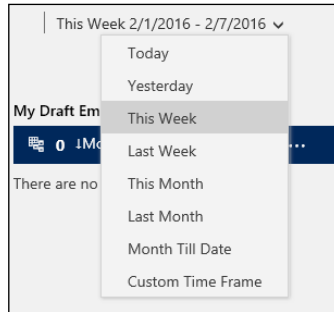 This Week 2/1/2016 - 2/7/2016
Today
Yesterday
My Draft Em
This Week
0 ↓Mo
...
Last Week
There are no
This Month
Last Month
Month Till Date
Custom Time Frame